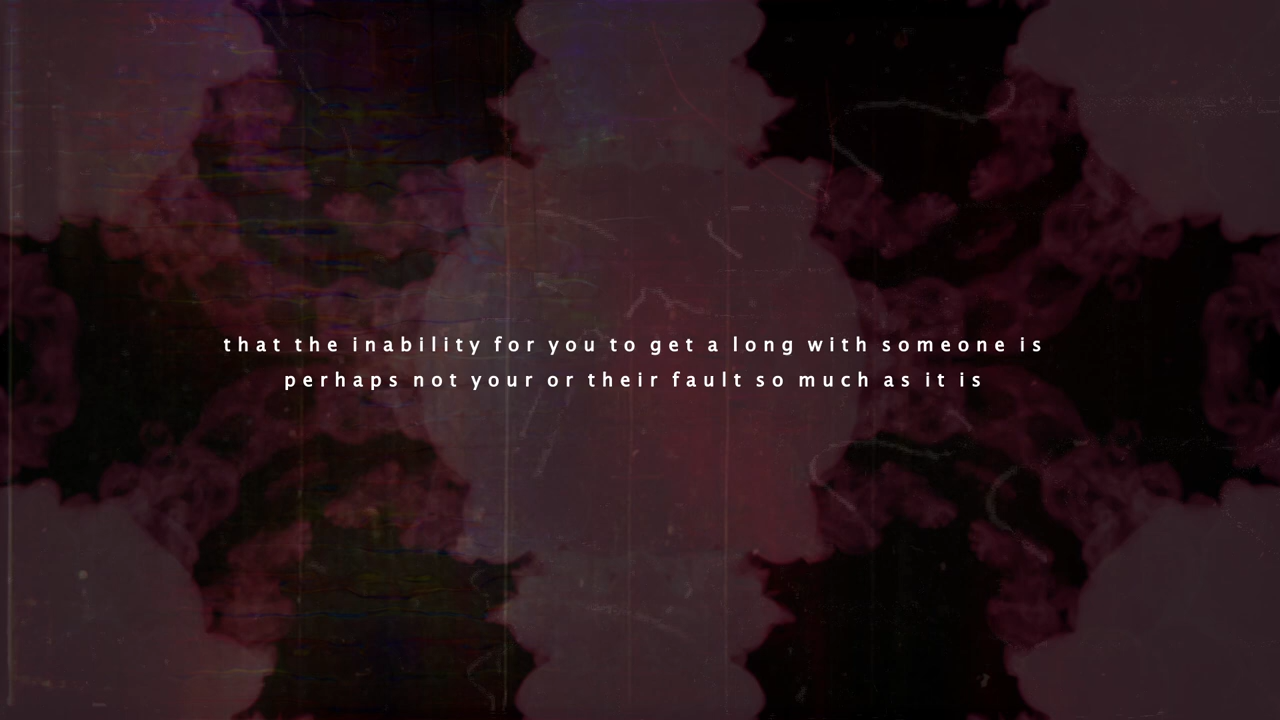 that the inability for you to get a long with someone is
perhaps not your or their fault so much as it is